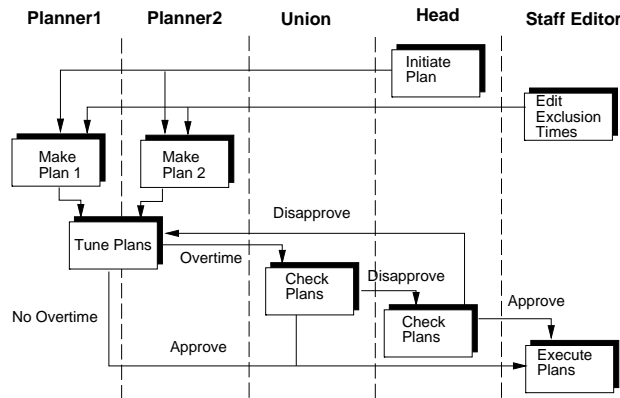 Planner1 Planner2 Union Head Staff Editor
Initiate
Plan
Edit
Exclusion
Times
Make
Plan 1
Make
Plan 2
Disapprove
Tune Plans
Overtime
Check
Plans
Disapprove
No Overtime
Check
Plans
Approve
Approve
Execute
Plans